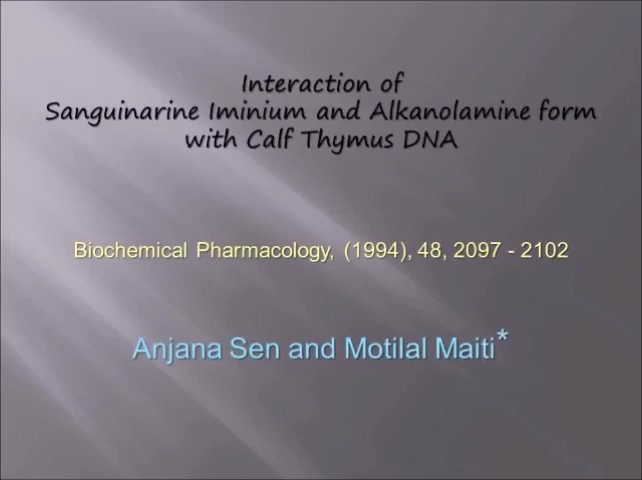 Interaction of
Sanguinarine Iminium and Alkanolamine form
with Calf Thymus DNA
Biochemical Pharmacology, (1994), 48, 2097 - 2102
Anjana Sen and Motilal Maiti*